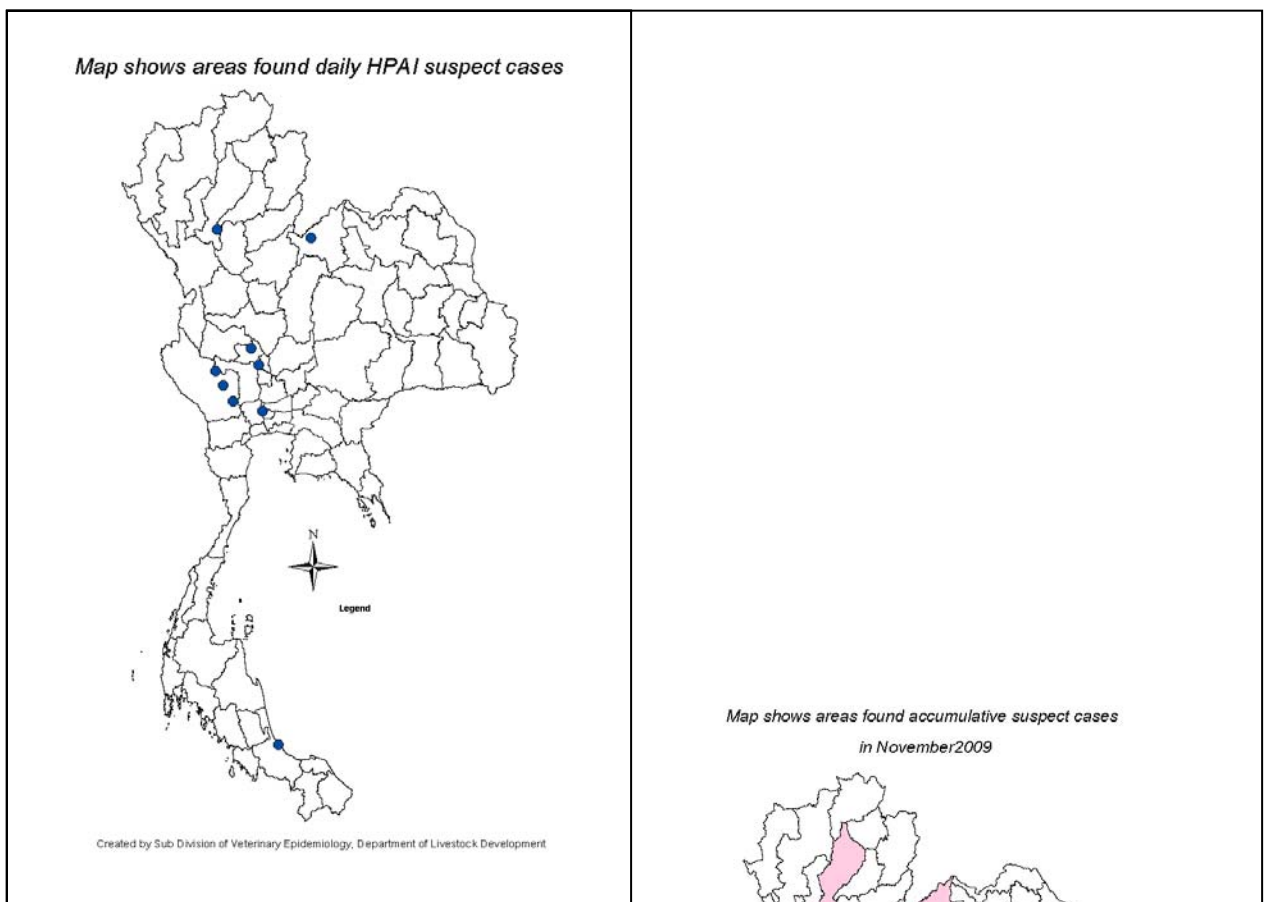 Map shows areas found daily HPAI suspect cases
N
Legend
Created by Sub Division of Veterinary Epidemiology, Department of Livestock Development
Map shows areas found accumulative suspect cases
in November2009